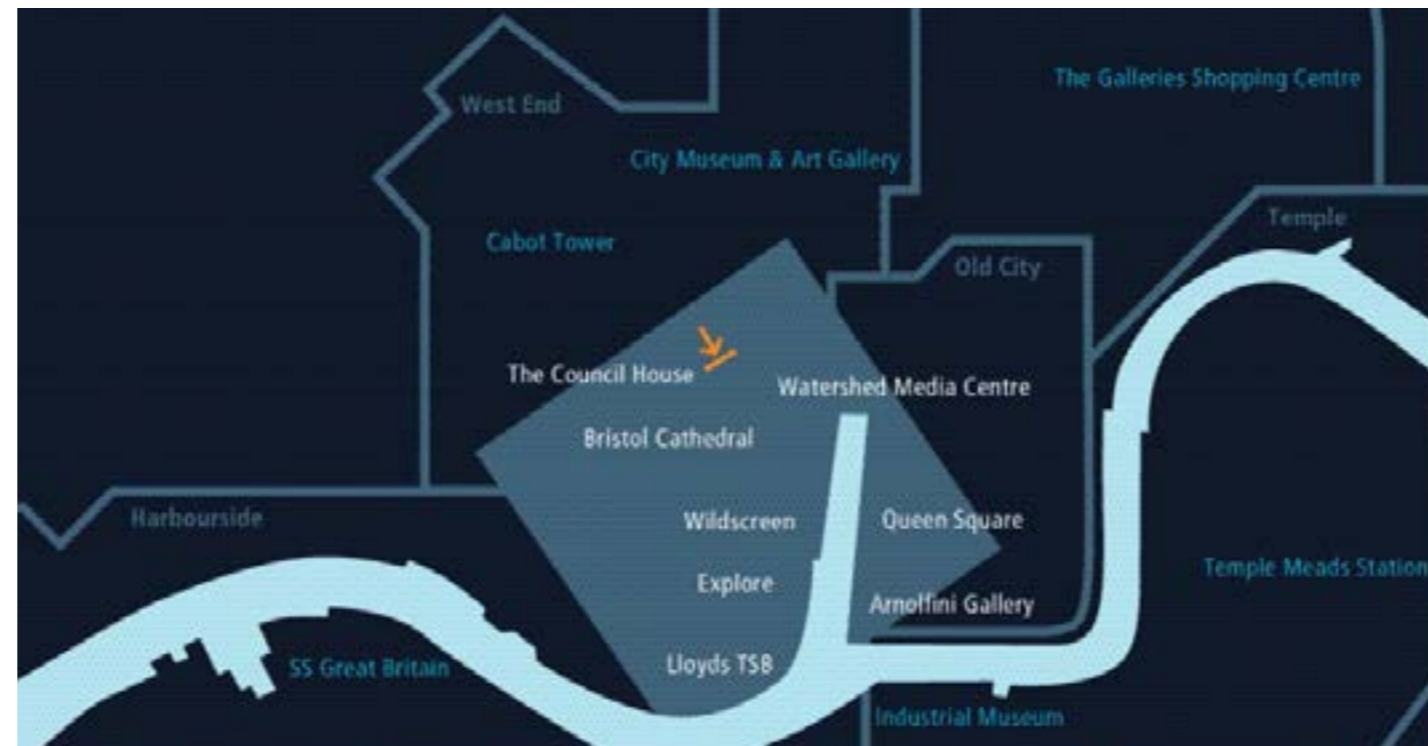 The Galleries Shopping Centre
West End
City Museum & Art Gallery
Temple
Cabot Tower
Old City
The Council House
Watershed Media Centre
Bristol Cathedral
Harbourside
Wildscreen
Queen Square
Temple Meads Station
Explore
Arnolfini Gallery
Lloyds TSB
SS Great Britain
Industrial Museum